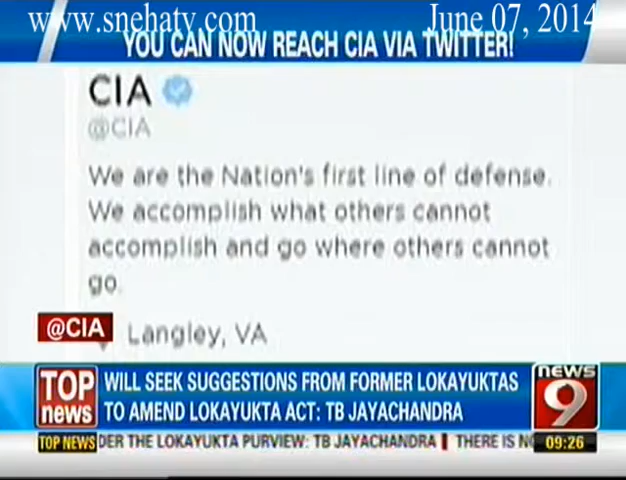 www.snehatv.com
June 07, 2014
YOU CAN NOW REACH CIA VIA TWITTER!
CIA
@CIA
We are the Nation's first line of defense.
We accomplish what others cannot
accomplish and go where others cannot
go.
@CIA
Langley, VA
TOP
news
WILL SEEK SUGGESTIONS FROM FORMER LOKAYUKTAS
TO AMEND LOKAYUKTA ACT: TB JAYACHANDRA
NEWS
9
TOP NEWS
DER THE LOKAYUKTA PURVIEW: TB JAYACHANDRA
THERE IS
09:26